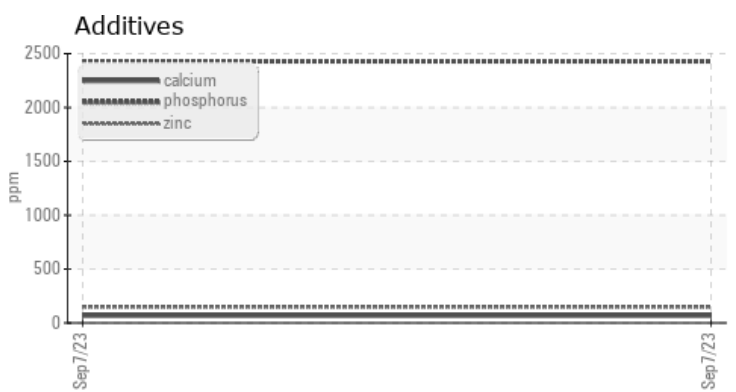 Additives
2500
2000
1500
1000
500
0
ppm
calcium
phosphorus
zinc
Sep7/23
Sep7/23